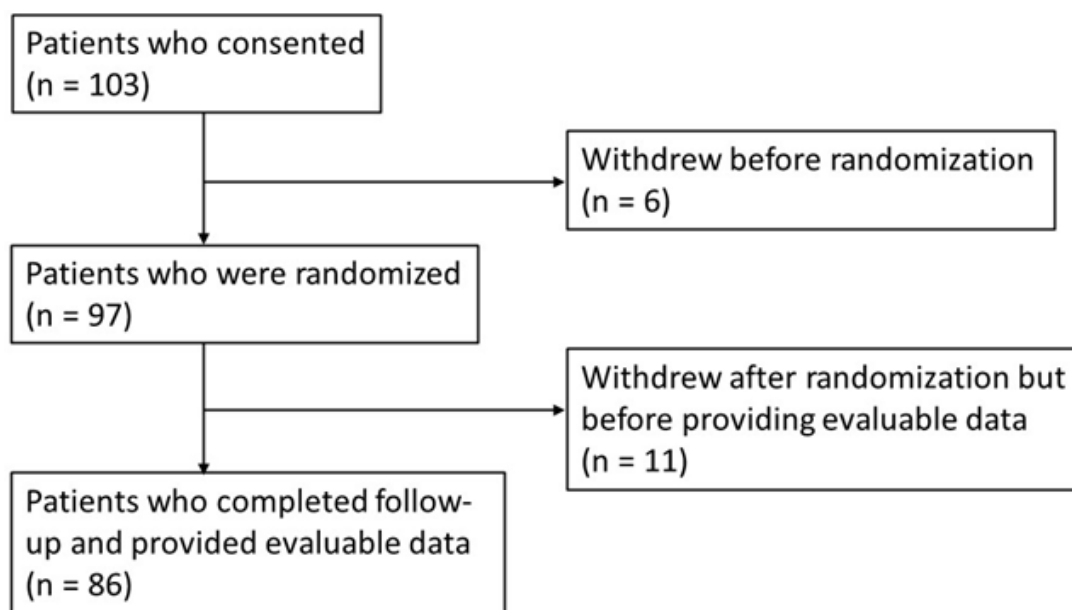 Patients who consented
(n = 103)
Withdrew before randomization
(n = 6)
Patients who were randomized
(n = 97)
Withdrew after randomization but
before providing evaluable data
(n = 11)
Patients who completed follow-
up and provided evaluable data
(n = 86)